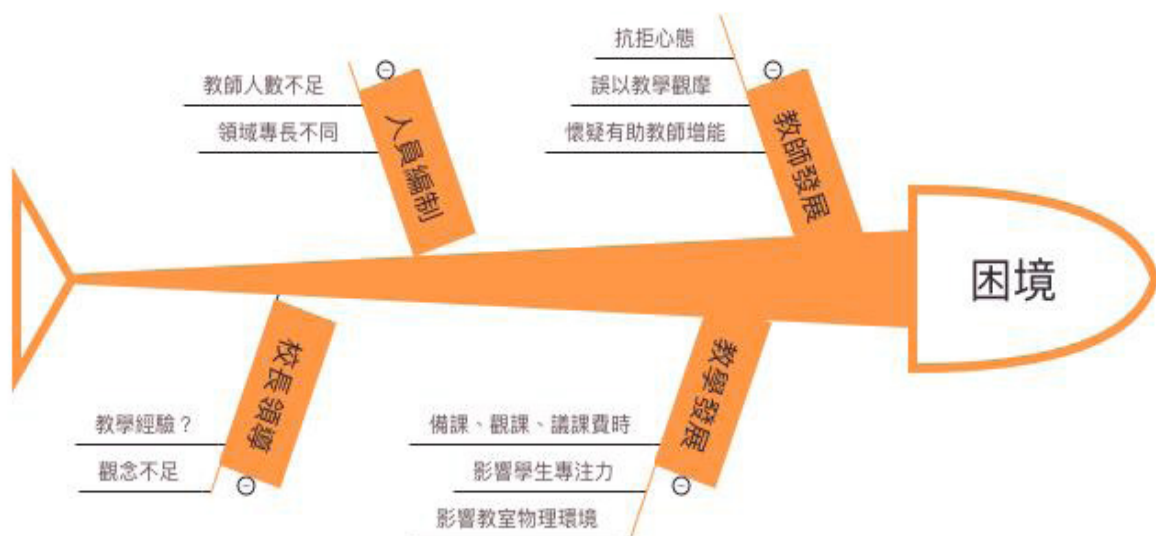 抗拒心態
教師人數不足
誤以教學觀摩
領域專長不同
懷疑有助教師增能
人員編制
教師發展
困境
校長領導
教學發展
教學經驗？
備課、觀課、議課費時
觀念不足
影響學生專注力
影響教室物理環境